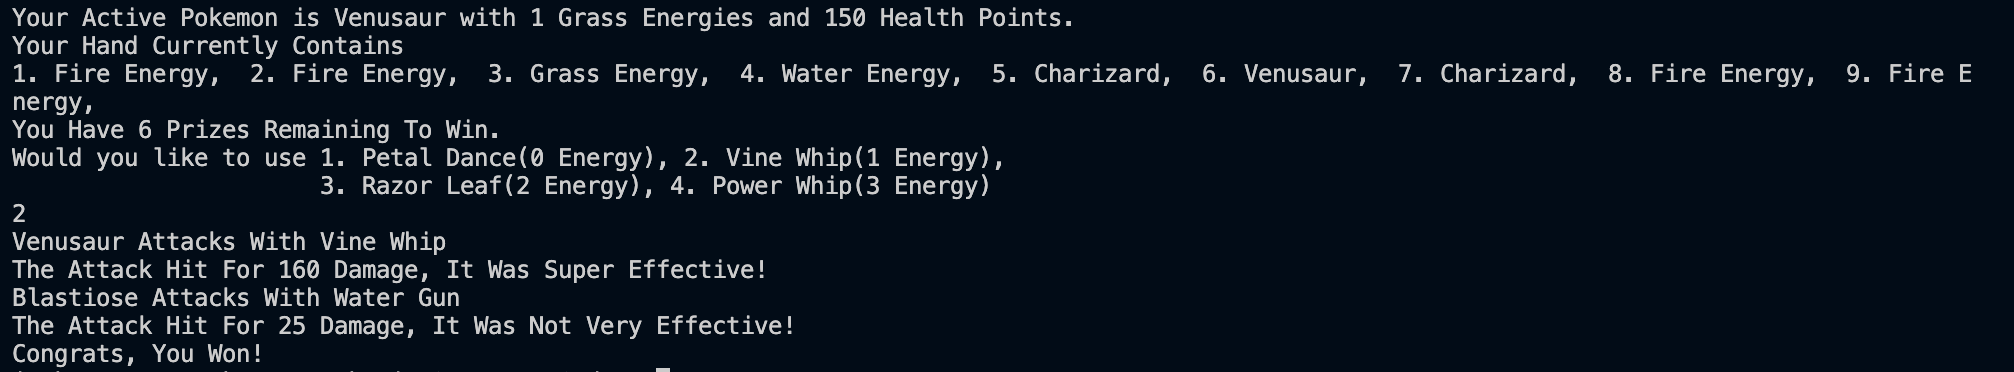 Your Active Pokemon is Venusaur with 1 Grass Energies and 150 Health Points.
Your Hand Currently Contains
1. Fire Energy,  2. Fire Energy,  3. Grass Energy,  4. Water Energy,  5. Charizard,  6. Venusaur,  7. Charizard,  8. Fire Energy,  9. Fire E
nergy,
You Have 6 Prizes Remaining To Win.
Would you like to use 1. Petal Dance(0 Energy), 2. Vine Whip(1 Energy),
                      3. Razor Leaf(2 Energy), 4. Power Whip(3 Energy)
2
Venusaur Attacks With Vine Whip
The Attack Hit For 160 Damage, It Was Super Effective!
Blastiose Attacks With Water Gun
The Attack Hit For 25 Damage, It Was Not Very Effective!
Congrats, You Won!